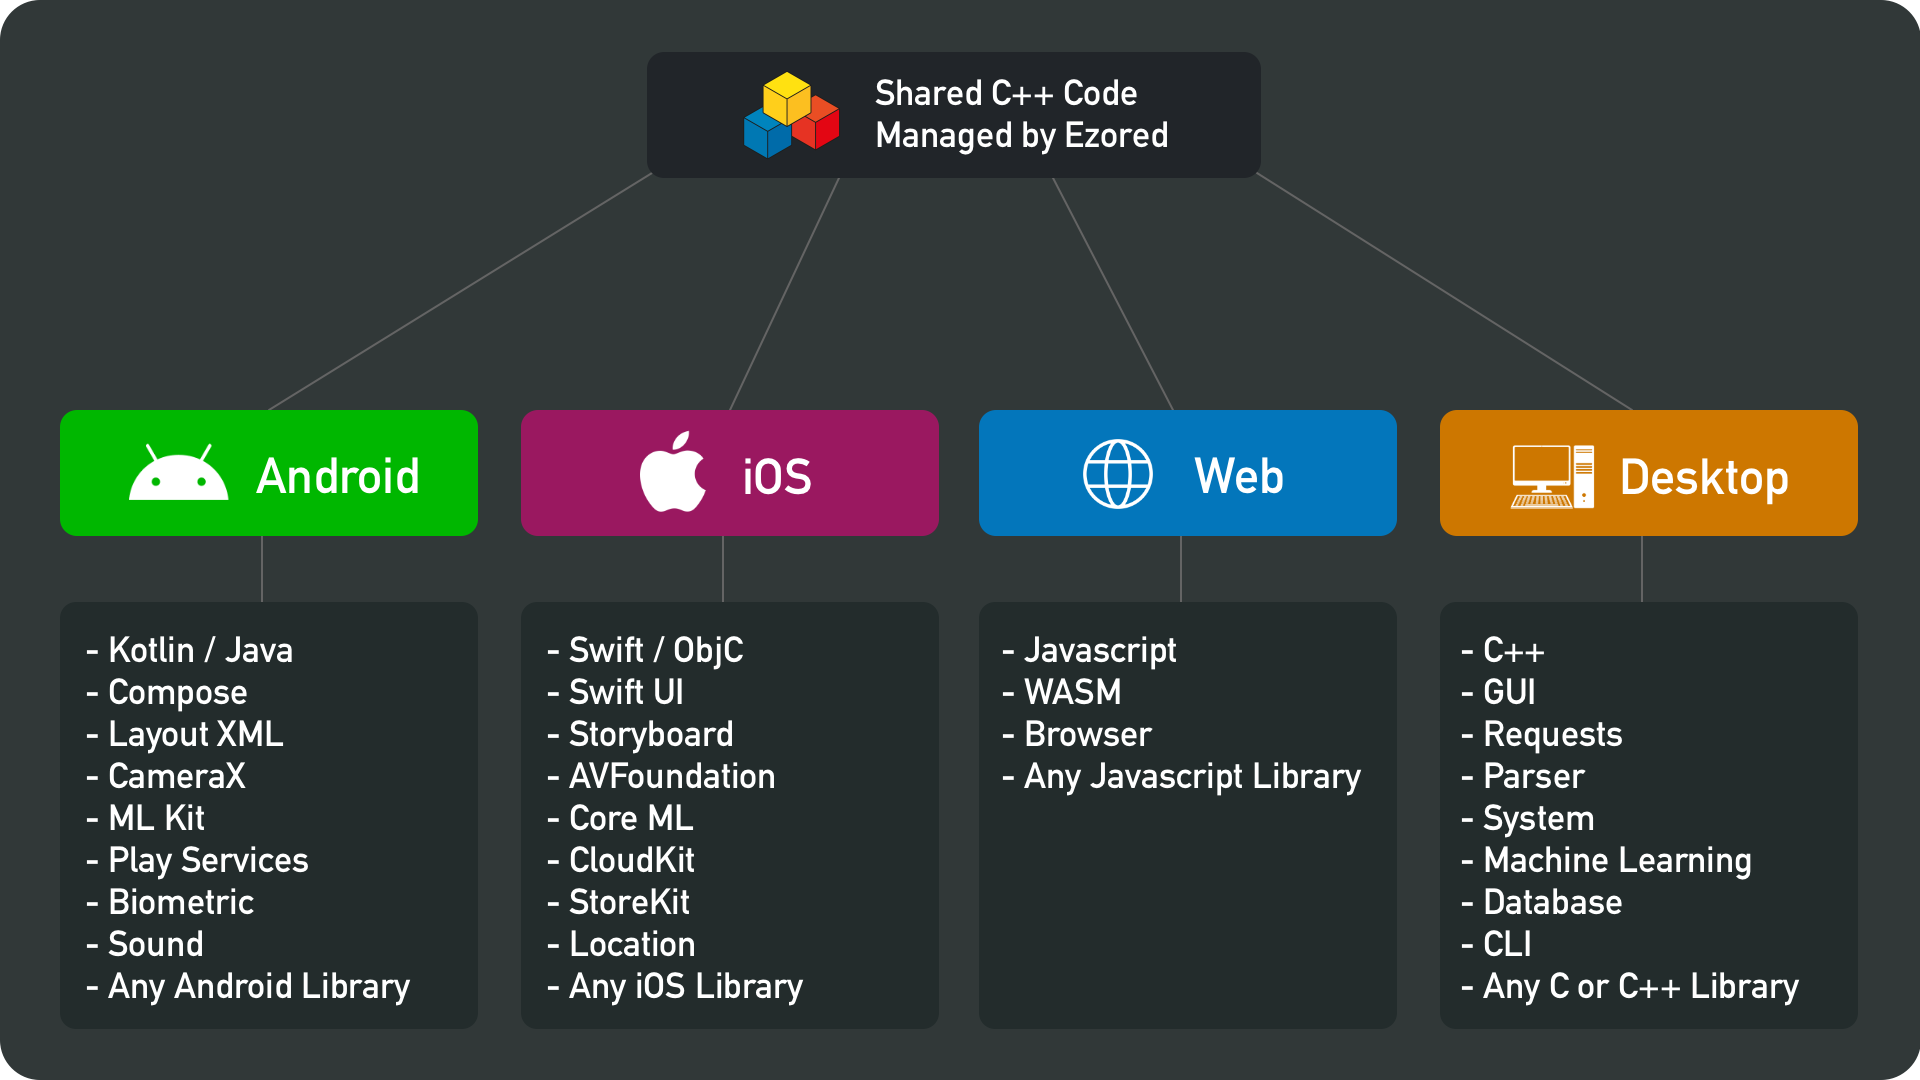 Shared C++ Code
Managed by Ezored
Android
iOS
Web
Desktop
- Kotlin / Java
- Compose
- Layout XML
- CameraX
- ML Kit
- Play Services
- Biometric
- Sound
- Any Android Library
- Swift / ObjC
- Swift UI
- Storyboard
- AVFoundation
- Core ML
- CloudKit
- StoreKit
- Location
- Any iOS Library
- Javascript
- WASM
- Browser
- Any Javascript Library
- C++
- GUI
- Requests
- Parser
- System
- Machine Learning
- Database
- CLI
- Any C or C++ Library